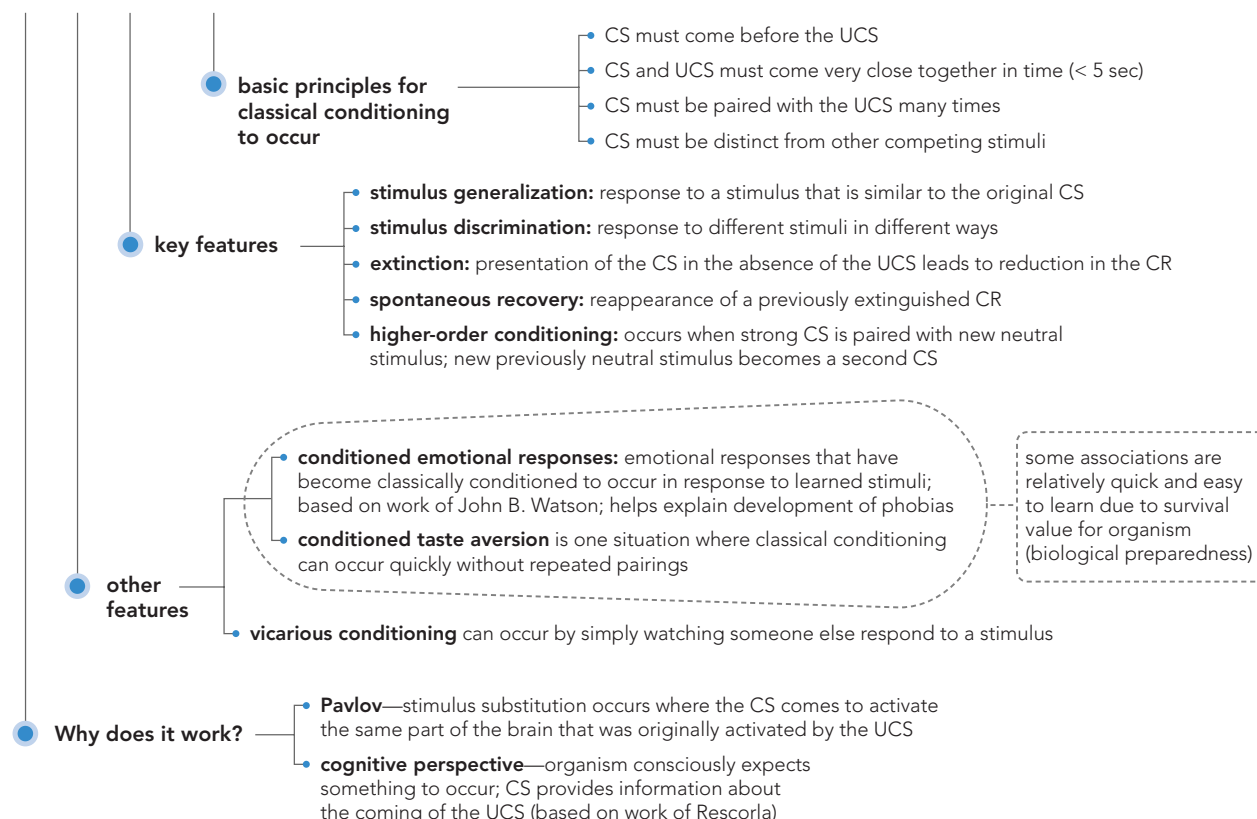 CS must come before the UCS
CS and UCS must come very close together in time (< 5 sec)
basic principles for
classical conditioning
to occur
CS must be paired with the UCS many times
CS must be distinct from other competing stimuli
stimulus generalization: response to a stimulus that is similar to the original CS
stimulus discrimination: response to different stimuli in different ways
key features
extinction: presentation of the CS in the absence of the UCS leads to reduction in the CR
spontaneous recovery: reappearance of a previously extinguished CR
higher-order conditioning: occurs when strong CS is paired with new neutral
stimulus; new previously neutral stimulus becomes a second CS
conditioned emotional responses: emotional responses that have
become classically conditioned to occur in response to learned stimuli;
based on work of John B. Watson; helps explain development of phobias
conditioned taste aversion is one situation where classical conditioning
can occur quickly without repeated pairings
some associations are
relatively quick and easy
to learn due to survival
value for organism
(biological preparedness)
other
features
vicarious conditioning can occur by simply watching someone else respond to a stimulus
Why does it work?
Pavlov—stimulus substitution occurs where the CS comes to activate
the same part of the brain that was originally activated by the UCS
cognitive perspective—organism consciously expects
something to occur; CS provides information about
the coming of the UCS (based on work of Rescorla)